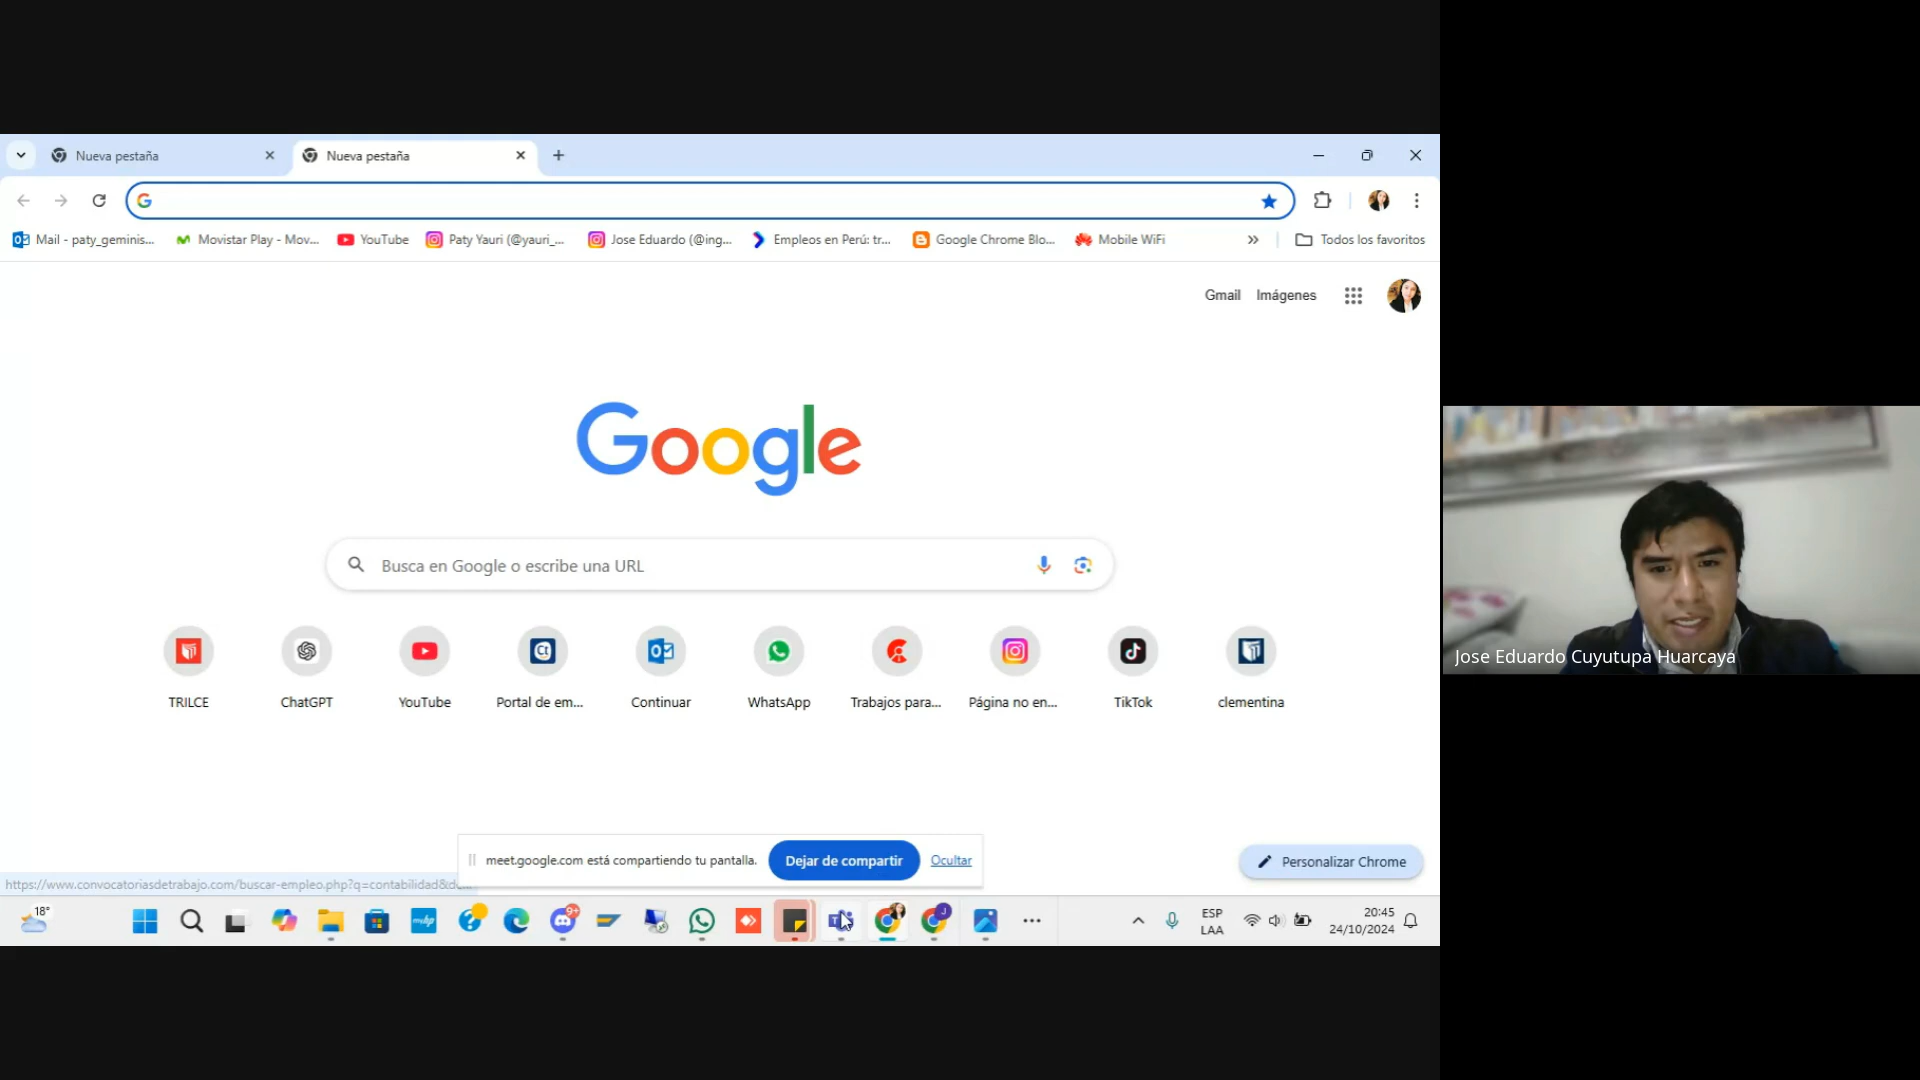 Nueva pestaña
Nueva pestaña
Mail - paty_geminis...
Movistar Play - Mov...
YouTube
Paty Yauri (@yauri_...
Jose Eduardo (@ing...
Empleos en Perú: tr...
Google Chrome Blo...
Mobile WiFi
Todos los favoritos
Gmail
Imágenes
Google
Busca en Google o escribe una URL
TRILCE
ChatGPT
YouTube
Portal de em...
Continuar
WhatsApp
Trabajos para...
Página no en...
TikTok
clementina
Jose Eduardo Cuyutupa Huarcaya
meet.google.com está compartiendo tu pantalla.
Dejar de compartir
Ocultar
Personalizar Chrome
https://www.convocatoriasdetrabajo.com/buscar-empleo.php?q=contabilidad&de...
18°
ESP
LAA
20:45
24/10/2024